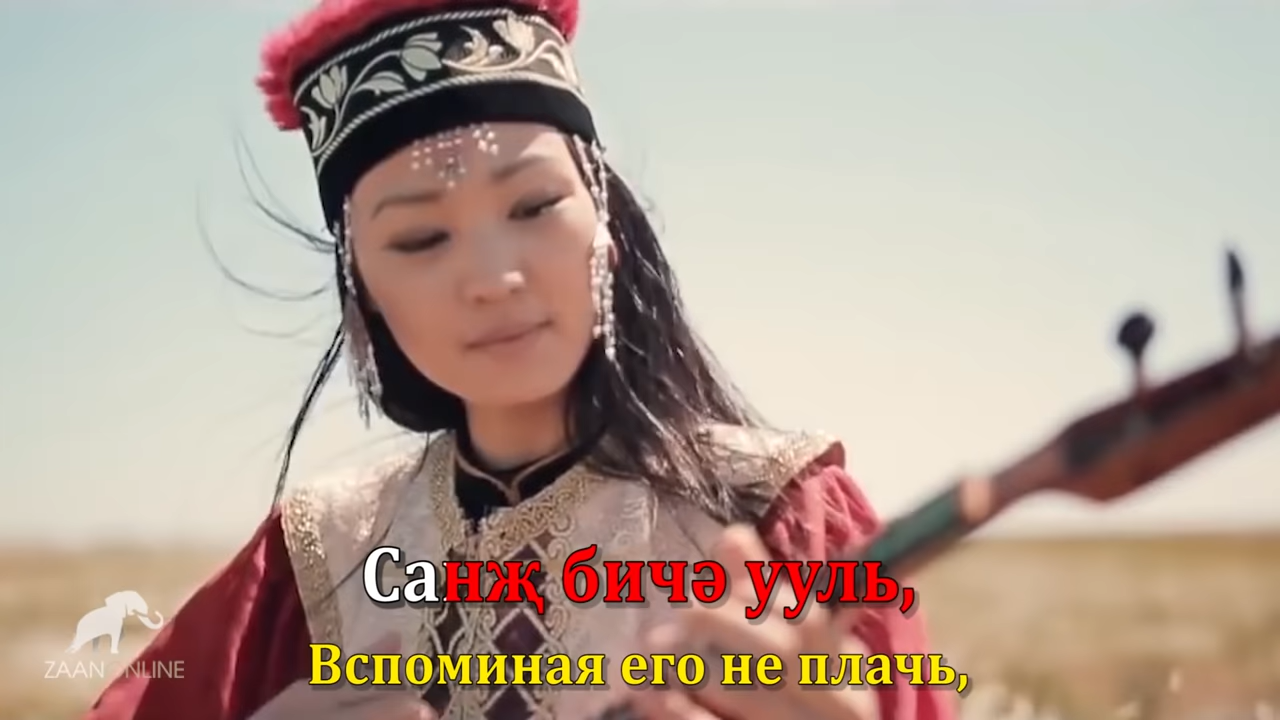 Санҗ бичә ууль,
Вспоминая его не плачь,
ZAAN ONLINE